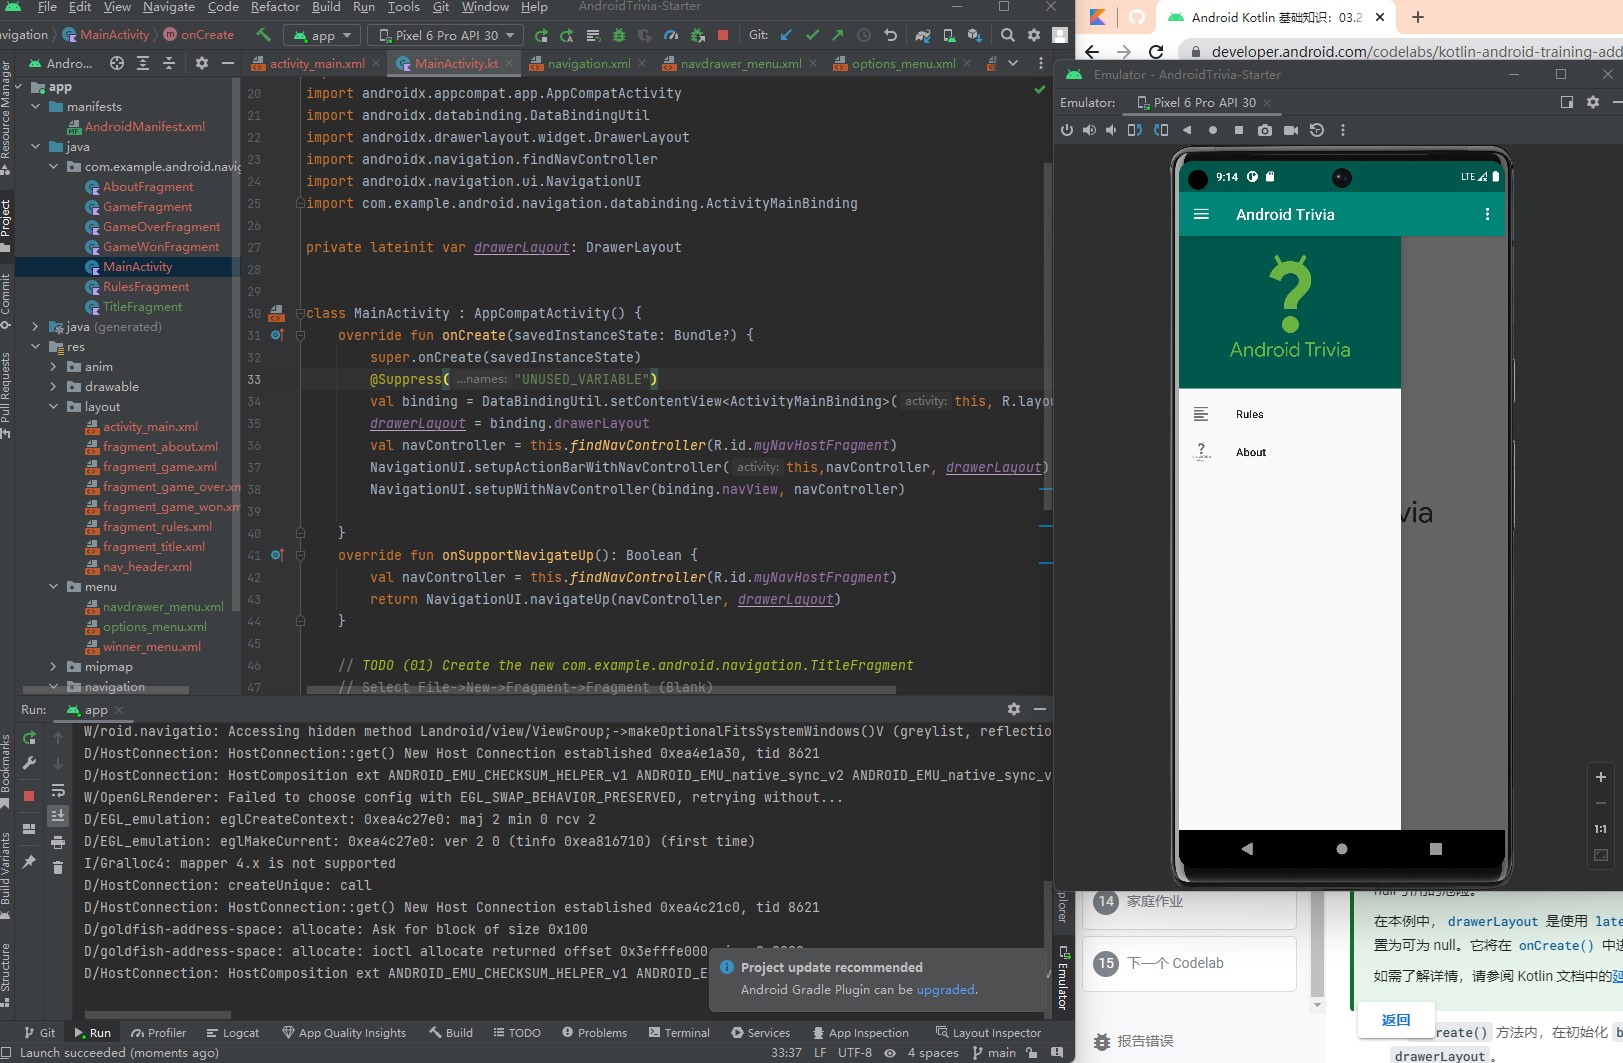 File Edit View Navigate Code Refactor Build Run Tools Git Window Help AndroidTrivia-Starter
MainActivity onCreate app Pixel 6 Pro API 30 Git:
Andro... activity_main.xml MainActivity.kt navigation.xml navdrawer_menu.xml options_menu.xml
Resource Manager
Project
Commit
Pull Requests
Bookmarks
Build Variants
Structure
app
manifests
AndroidManifest.xml
java
com.example.android.navig
AboutFragment
GameFragment
GameOverFragment
GameWonFragment
MainActivity
RulesFragment
TitleFragment
java (generated)
res
anim
drawable
layout
activity_main.xml
fragment_about.xml
fragment_game.xml
fragment_game_over.xm
fragment_game_won.xm
fragment_rules.xml
fragment_title.xml
nav_header.xml
menu
navdrawer_menu.xml
options_menu.xml
winner_menu.xml
mipmap
navigation
20 import androidx.appcompat.app.AppCompatActivity
21 import androidx.databinding.DataBindingUtil
22 import androidx.drawerlayout.widget.DrawerLayout
23 import androidx.navigation.findNavController
24 import androidx.navigation.ui.NavigationUI
25 import com.example.android.navigation.databinding.ActivityMainBinding
26
27 private lateinit var drawerLayout: DrawerLayout
28
29
30 class MainActivity : AppCompatActivity() {
31 override fun onCreate(savedInstanceState: Bundle?) {
32 super.onCreate(savedInstanceState)
33 @Suppress( ...names: "UNUSED_VARIABLE")
34 val binding = DataBindingUtil.setContentView<ActivityMainBinding>( activity: this, R.layou
35 drawerLayout = binding.drawerLayout
36 val navController = this.findNavController(R.id.myNavHostFragment)
37 NavigationUI.setupActionBarWithNavController( activity: this,navController, drawerLayout)
38 NavigationUI.setupWithNavController(binding.navView, navController)
39
40 }
41 override fun onSupportNavigateUp(): Boolean {
42 val navController = this.findNavController(R.id.myNavHostFragment)
43 return NavigationUI.navigateUp(navController, drawerLayout)
44 }
45
46 // TODO (01) Create the new com.example.android.navigation.TitleFragment
47 // Select File->New->Fragment->Fragment (Blank)
Run: app
W/roid.navigatio: Accessing hidden method Landroid/view/ViewGroup;->makeOptionalFitsSystemWindows()V (greylist, reflectio
D/HostConnection: HostConnection::get() New Host Connection established 0xea4e1a30, tid 8621
D/HostConnection: HostComposition ext ANDROID_EMU_CHECKSUM_HELPER_v1 ANDROID_EMU_native_sync_v2 ANDROID_EMU_native_sync_v
W/OpenGLRenderer: Failed to choose config with EGL_SWAP_BEHAVIOR_PRESERVED, retrying without...
D/EGL_emulation: eglCreateContext: 0xea4c27e0: maj 2 min 0 rcv 2
D/EGL_emulation: eglMakeCurrent: 0xea4c27e0: ver 2 0 (tinfo 0xea816710) (first time)
I/Gralloc4: mapper 4.x is not supported
D/HostConnection: createUnique: call
D/HostConnection: HostConnection::get() New Host Connection established 0xea4c21c0, tid 8621
D/goldfish-address-space: allocate: Ask for block of size 0x100
D/goldfish-address-space: allocate: ioctl allocate returned offset 0x3efffe000
D/HostConnection: HostComposition ext ANDROID_EMU_CHECKSUM_HELPER_v1 ANDROID_E
Project update recommended
Android Gradle Plugin can be upgraded.
Git Run Profiler Logcat App Quality Insights Build TODO Problems Terminal Services App Inspection Layout Inspector
Launch succeeded (moments ago) 33:37 LF UTF-8 4 spaces main
Android Kotlin 基础知识：03.2
developer.android.com/codelabs/kotlin-android-training-add
Emulator - AndroidTrivia-Starter
Emulator: Pixel 6 Pro API 30
9:14 LTE
Android Trivia
Android Trivia
Rules
About
via
1:1
Emulator
14 家庭作业
15 下一个 Codelab
报告错误
在本例中， drawerLayout 是使用 late
置为可为 null。它将在 onCreate() 中进
如需了解详情，请参阅 Kotlin 文档中的延
返回
reate() 方法内，在初始化 b
drawerLayout 。